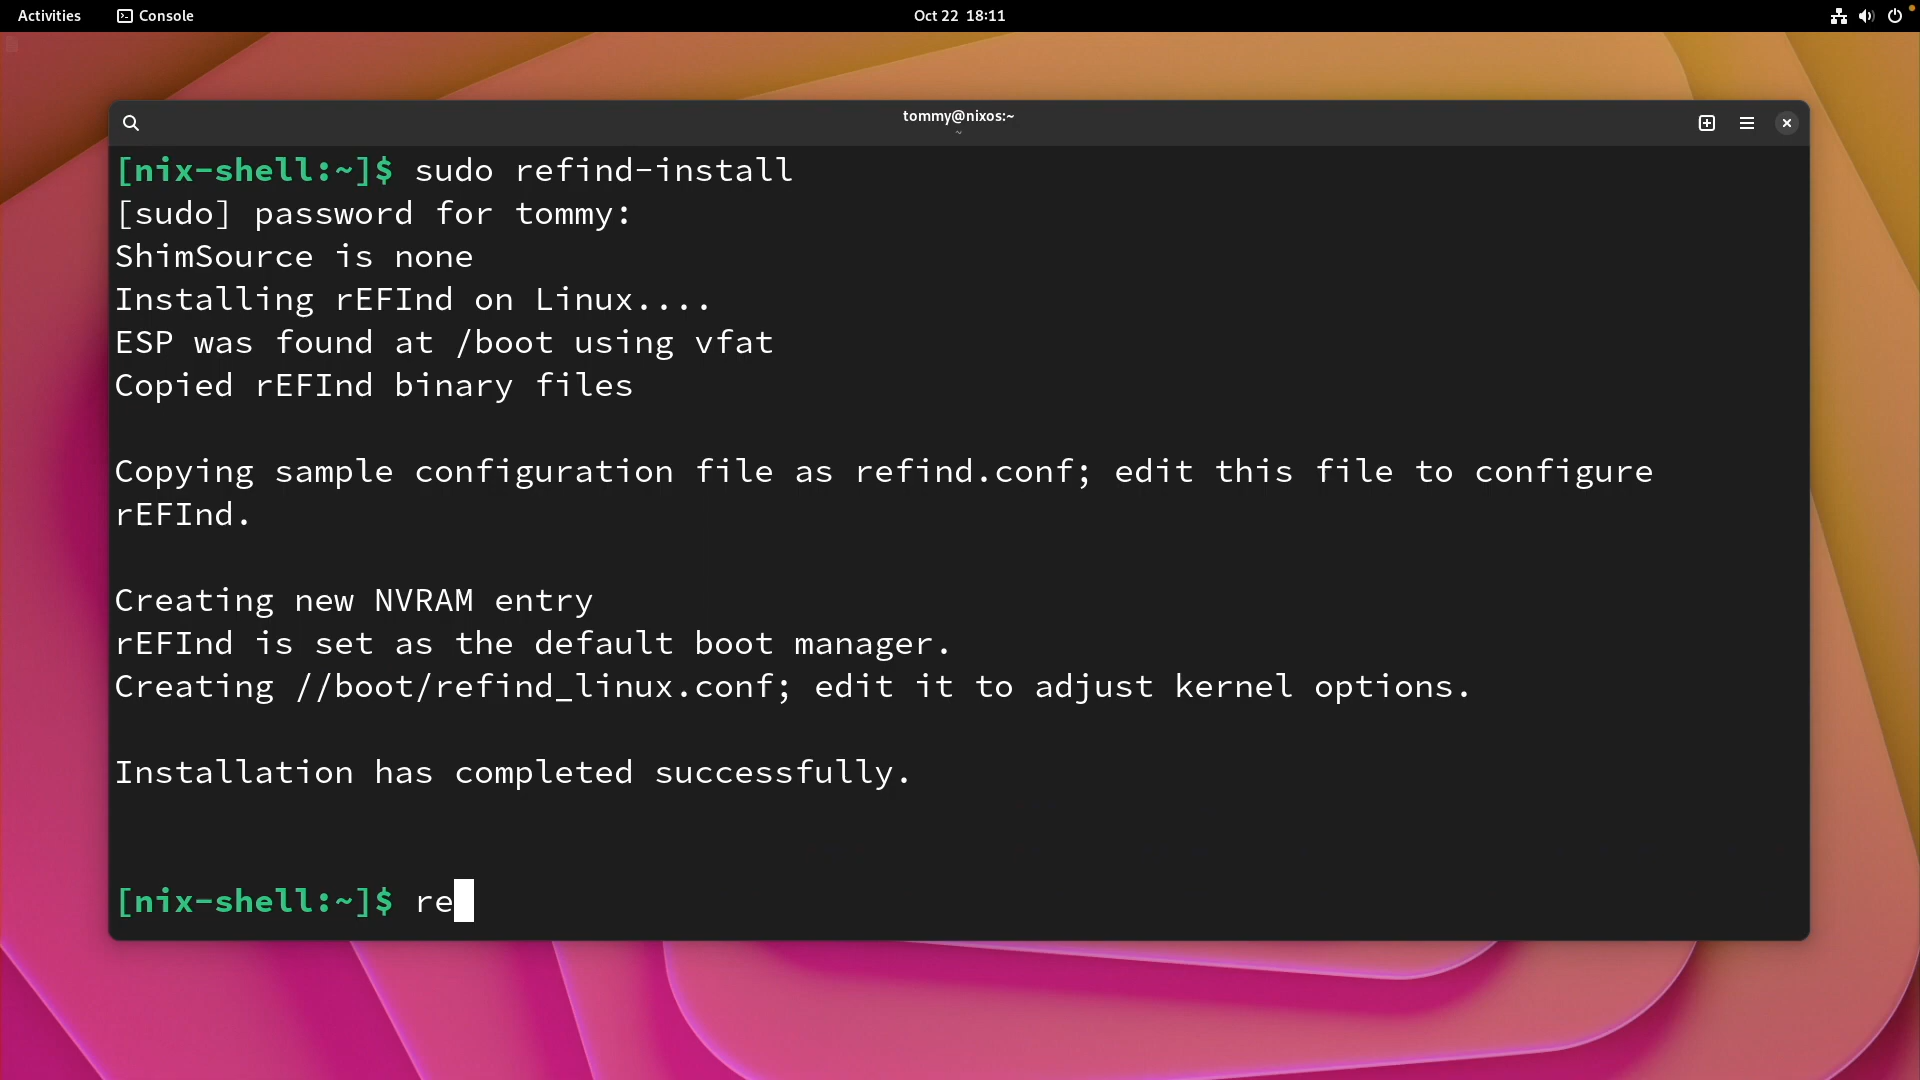 Activities
Console
Oct 22 18:11
tommy@nixos:~
~
[nix-shell:~]$ sudo refind-install
[sudo] password for tommy:
ShimSource is none
Installing rEFInd on Linux....
ESP was found at /boot using vfat
Copied rEFInd binary files
Copying sample configuration file as refind.conf; edit this file to configure
rEFInd.
Creating new NVRAM entry
rEFInd is set as the default boot manager.
Creating //boot/refind_linux.conf; edit it to adjust kernel options.
Installation has completed successfully.
[nix-shell:~]$ re